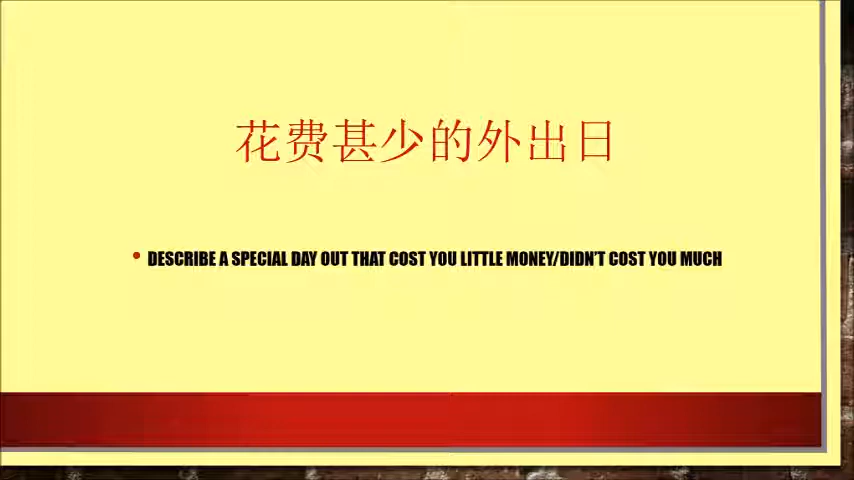 花费甚少的外出日
DESCRIBE A SPECIAL DAY OUT THAT COST YOU LITTLE MONEY/DIDN'T COST YOU MUCH